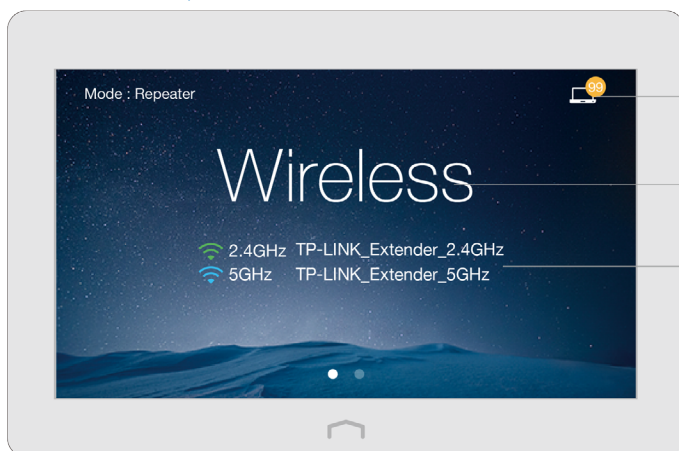 Mode : Repeater
99
Wireless
2.4GHz TP-LINK_Extender_2.4GHz
5GHz TP-LINK_Extender_5GHz